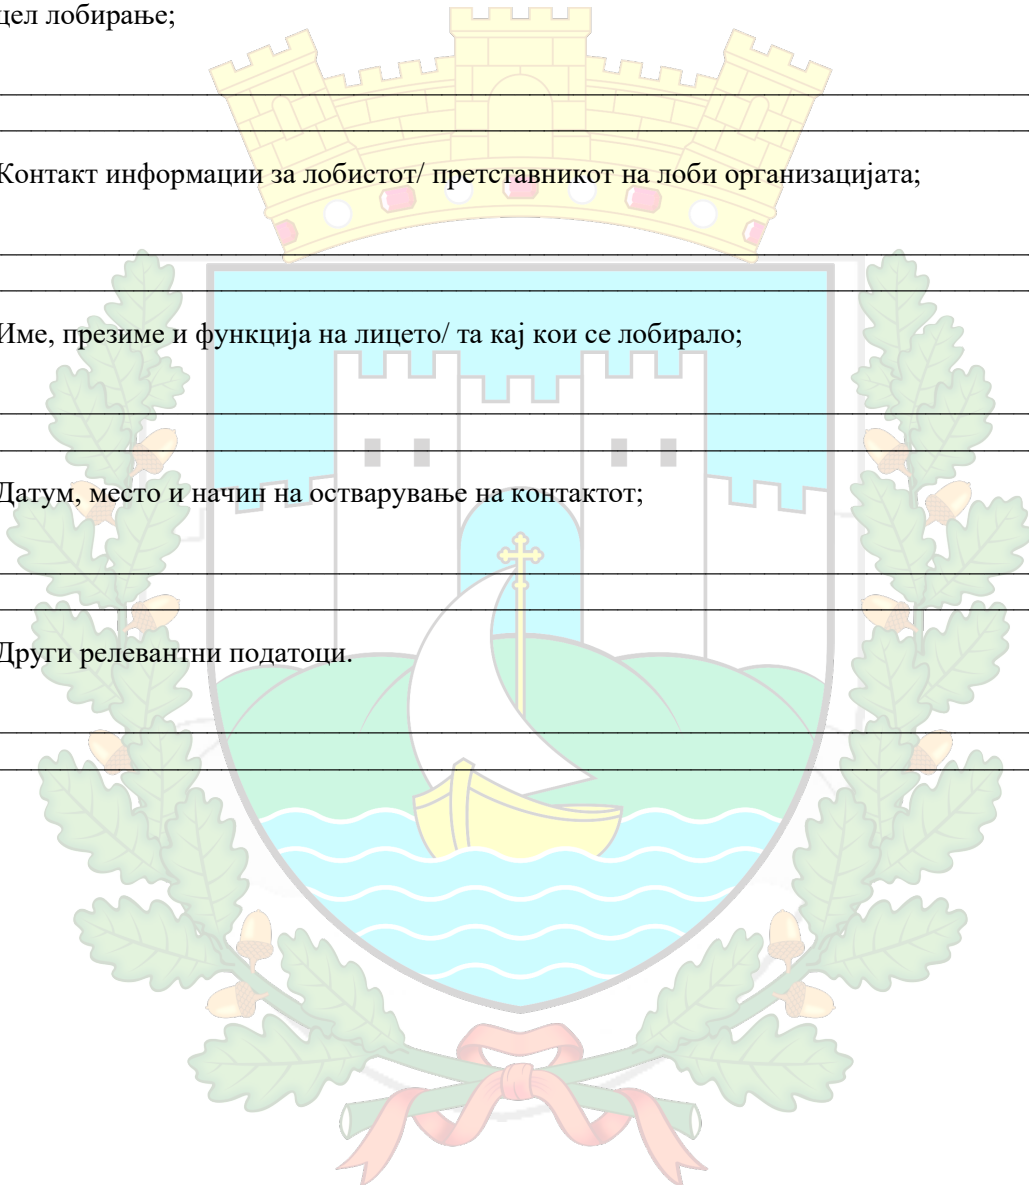 цел лобирање;
Контакт информации за лобистот/ претставникот на лоби организацијата;
Име, презиме и функција на лицето/ та кај кои се лобирало;
Датум, место и начин на остварување на контактот;
Други релевантни податоци.